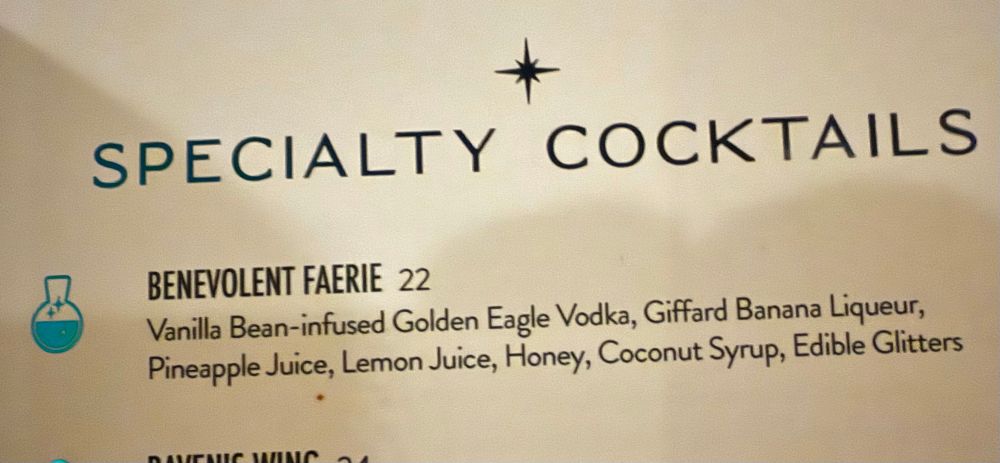 SPECIALTY COCKTAILS
BENEVOLENT FAERIE 22
Vanilla Bean-infused Golden Eagle Vodka, Giffard Banana Liqueur,
Pineapple Juice, Lemon Juice, Honey, Coconut Syrup, Edible Glitters
WING